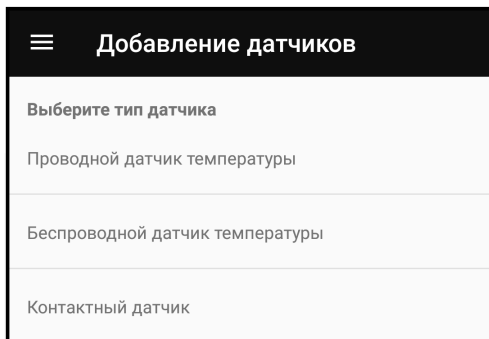 Добавление датчиков
Выберите тип датчика
Проводной датчик температуры
Беспроводной датчик температуры
Контактный датчик